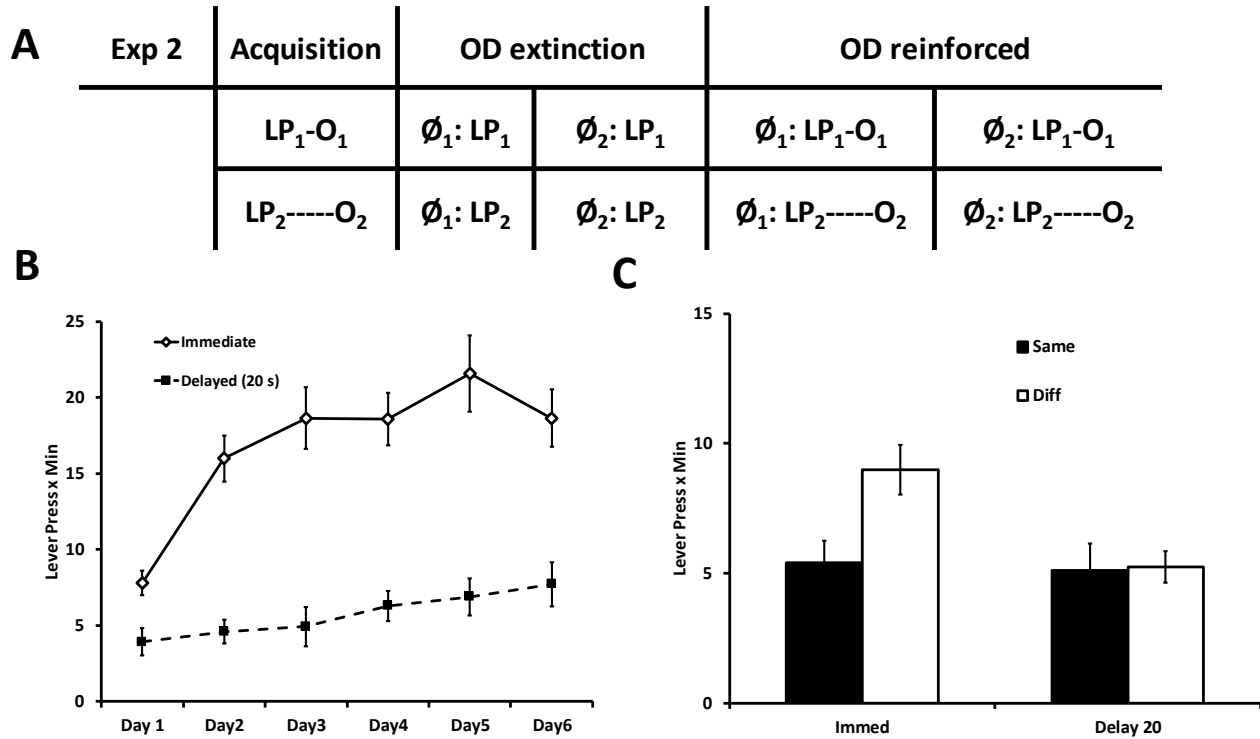 A
Exp 2 Acquisition OD extinction OD reinforced
LP₁-O₁ Ø₁: LP₁ Ø₂: LP₁ Ø₁: LP₁-O₁ Ø₂: LP₁-O₁
LP₂-----O₂ Ø₁: LP₂ Ø₂: LP₂ Ø₁: LP₂-----O₂ Ø₂: LP₂-----O₂
B
Lever Press x Min
25
20
15
10
5
0
Immediate
Delayed (20 s)
Day 1 Day2 Day3 Day4 Day5 Day6
C
Lever Press x Min
15
10
5
0
Same
Diff
Immed Delay 20